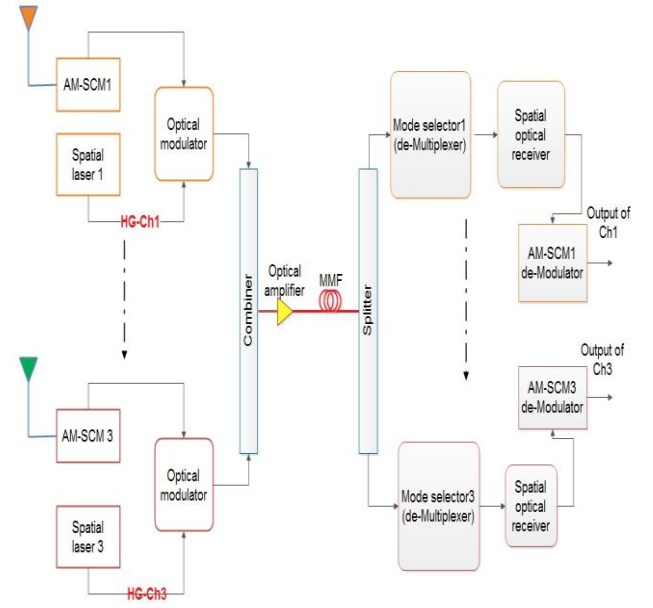 AM-SCM1
Optical
modulator
Spatial
laser 1
HG-Ch1
Combiner
Optical
amplifier
MMF
Splitter
Mode selector1
(de-Multiplexer)
Spatial
optical
receiver
Output of
Ch1
AM-SCM1
de-Modulator
AM-SCM 3
Optical
modulator
Spatial
laser 3
HG-Ch3
Mode selector3
(de-Multiplexer)
Spatial
optical
receiver
AM-SCM3
de-Modulator
Output of
Ch3